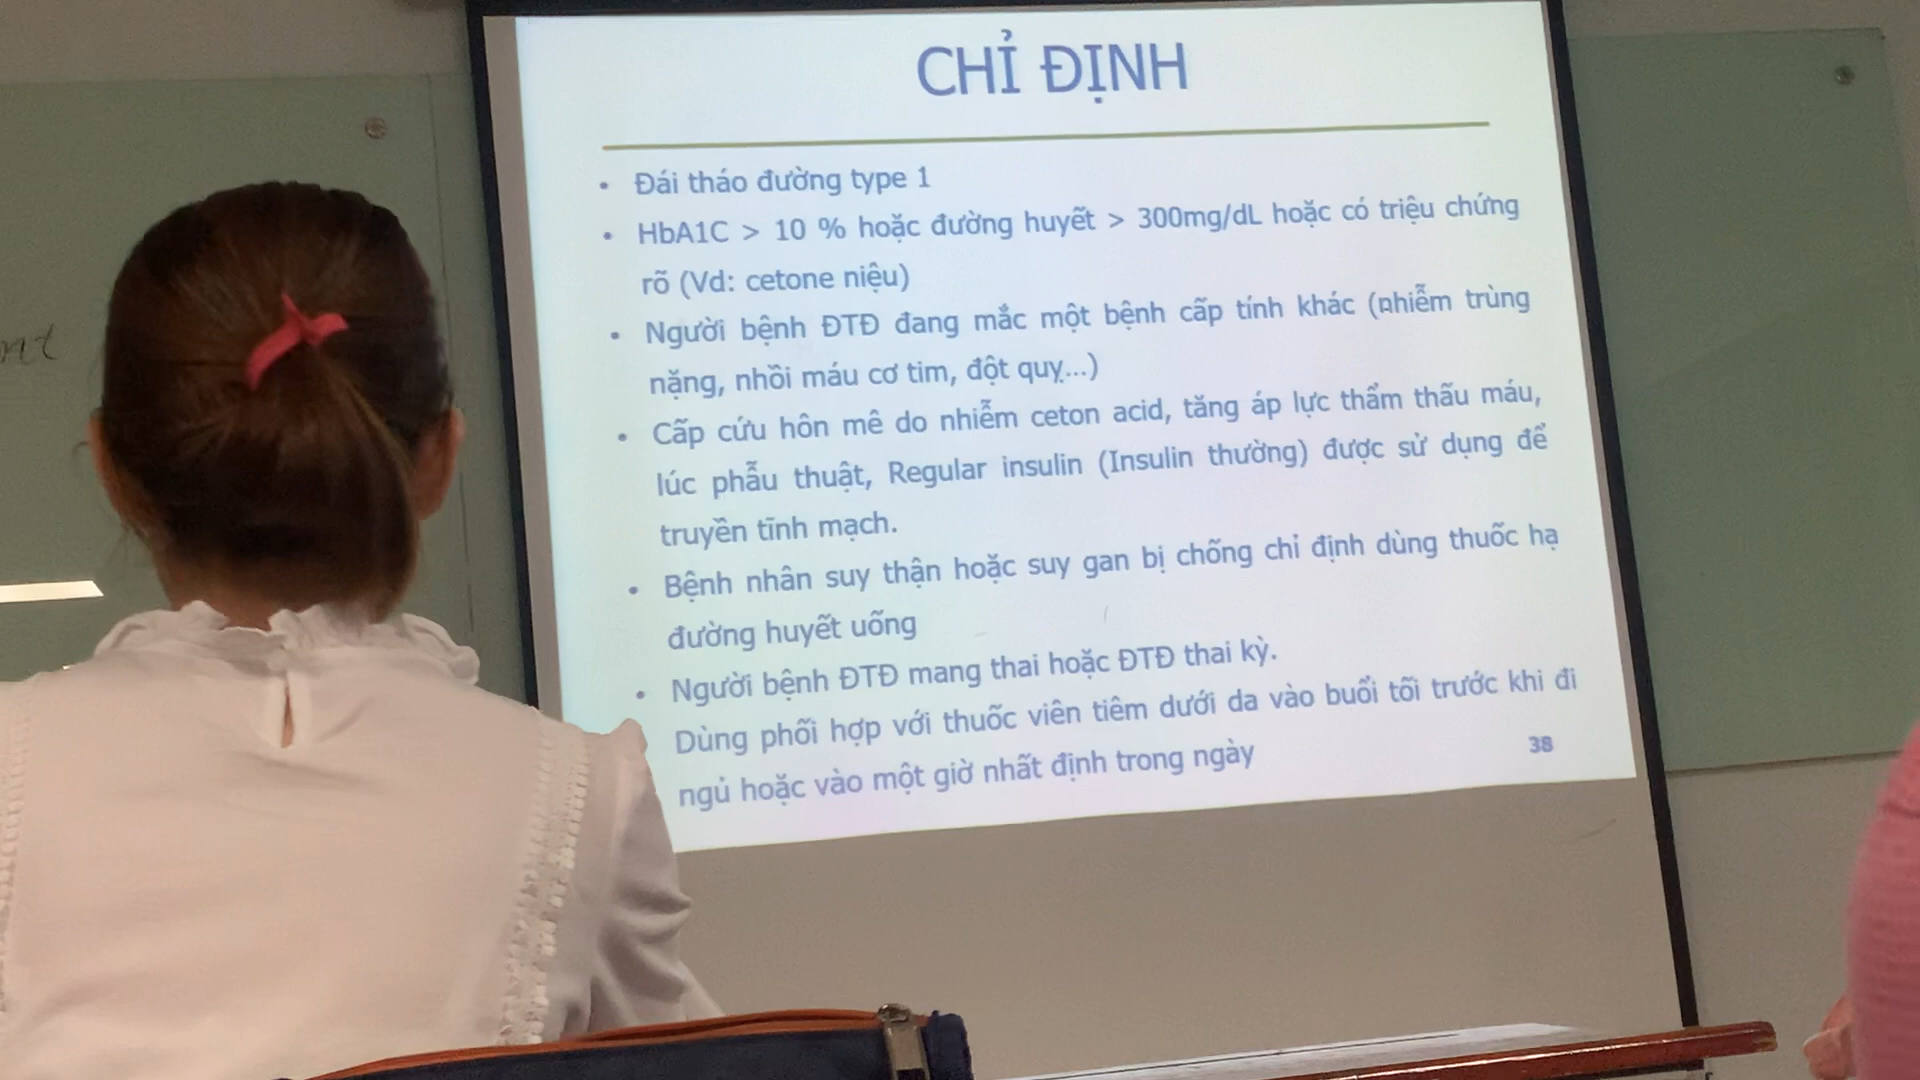 CHỈ ĐỊNH
• Đái tháo đường type 1
• HbA1C > 10 % hoặc đường huyết > 300mg/dL hoặc có triệu chứng
rõ (Vd: cetone niệu)
• Người bệnh ĐTĐ đang mắc một bệnh cấp tính khác (nhiễm trùng
nặng, nhồi máu cơ tim, đột quỵ...)
• Cấp cứu hôn mê do nhiễm ceton acid, tăng áp lực thẩm thấu máu,
lúc phẫu thuật, Regular insulin (Insulin thường) được sử dụng để
truyền tĩnh mạch.
• Bệnh nhân suy thận hoặc suy gan bị chống chỉ định dùng thuốc hạ
đường huyết uống
• Người bệnh ĐTĐ mang thai hoặc ĐTĐ thai kỳ.
Dùng phối hợp với thuốc viên tiêm dưới da vào buổi tối trước khi đi
ngủ hoặc vào một giờ nhất định trong ngày
38